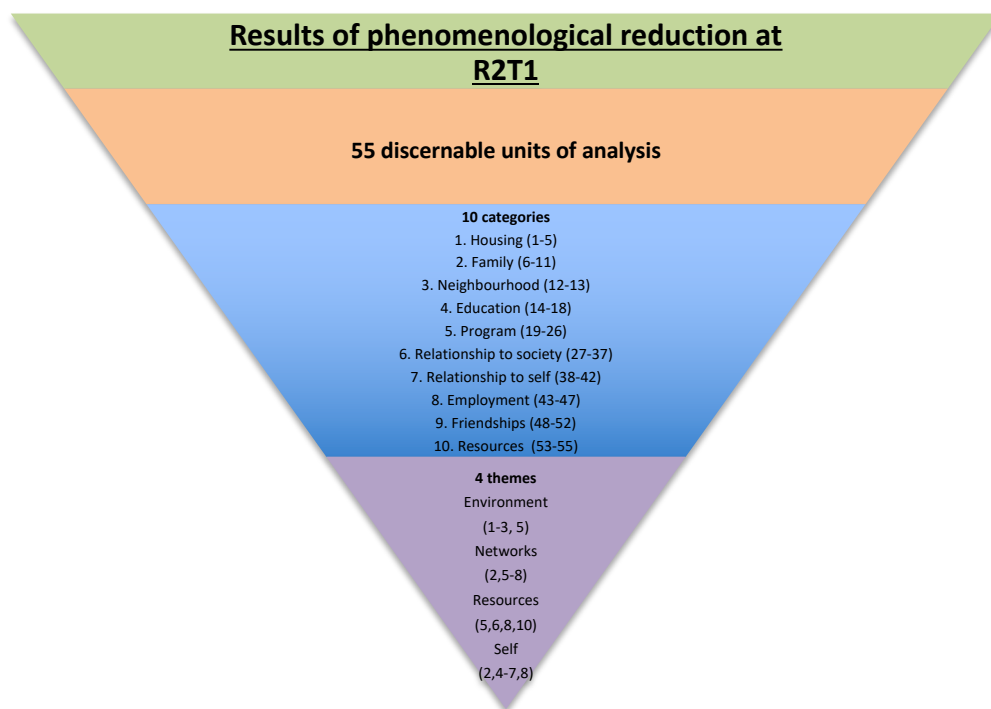 Results of phenomenological reduction at
R2T1
55 discernable units of analysis
10 categories
1. Housing (1-5)
2. Family (6-11)
3. Neighbourhood (12-13)
4. Education (14-18)
5. Program (19-26)
6. Relationship to society (27-37)
7. Relationship to self (38-42)
8. Employment (43-47)
9. Friendships (48-52)
10. Resources (53-55)
4 themes
Environment
(1-3, 5)
Networks
(2,5-8)
Resources
(5,6,8,10)
Self
(2,4-7,8)